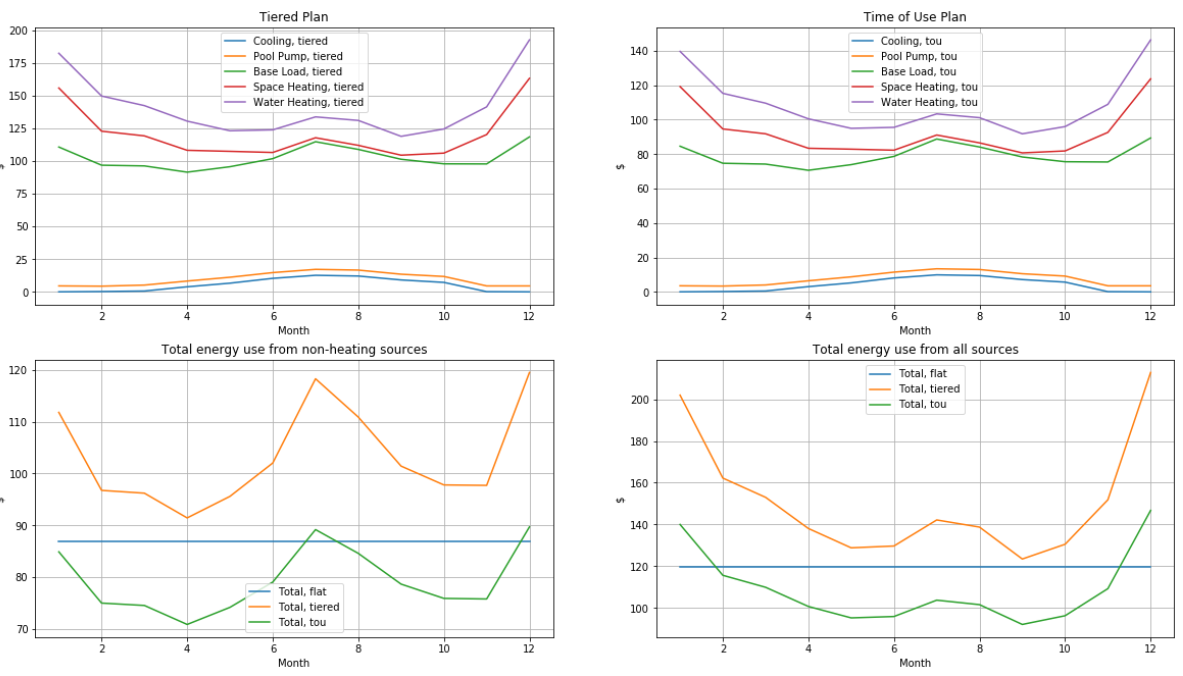 Tiered Plan
200
175
150
125
100
75
50
25
0
$
Cooling, tiered
Pool Pump, tiered
Base Load, tiered
Space Heating, tiered
Water Heating, tiered
2 4 6 8 10 12
Month
Time of Use Plan
140
120
100
80
60
40
20
0
$
Cooling, tou
Pool Pump, tou
Base Load, tou
Space Heating, tou
Water Heating, tou
2 4 6 8 10 12
Month
Total energy use from non-heating sources
120
110
100
90
80
70
$
Total, flat
Total, tiered
Total, tou
2 4 6 8 10 12
Month
Total energy use from all sources
200
180
160
140
120
100
$
Total, flat
Total, tiered
Total, tou
2 4 6 8 10 12
Month